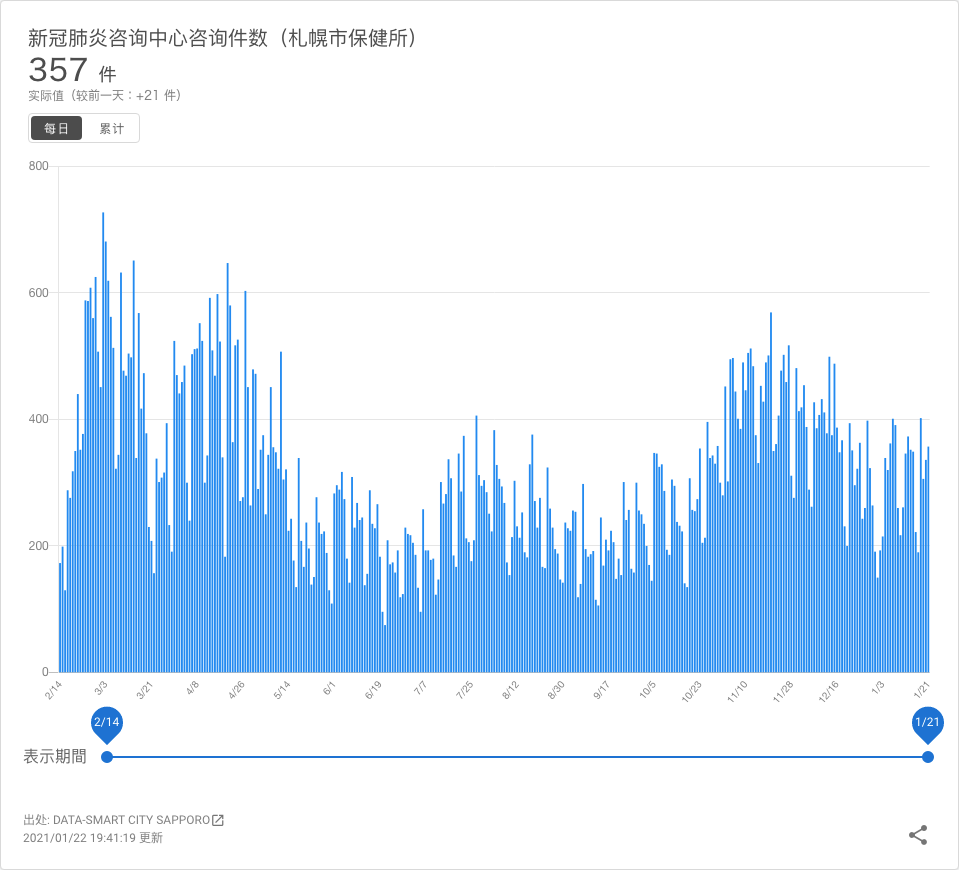 新冠肺炎咨询中心咨询件数（札幌市保健所）
357 件
实际值（较前一天：+21 件）
每日 累计
800
600
400
200
0
2/14 3/3 3/21 4/8 4/26 5/14 6/1 6/19 7/7 7/25 8/12 8/30 9/17 10/5 10/23 11/10 11/28 12/16 1/3 1/21
2/14 1/21
表示期間
出处: DATA-SMART CITY SAPPORO
2021/01/22 19:41:19 更新